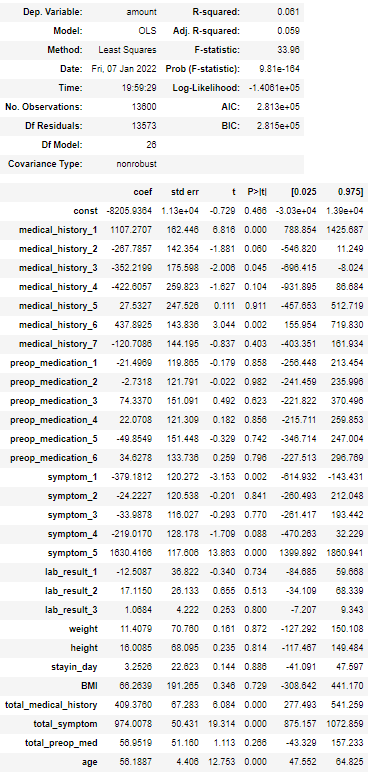 Dep. Variable: amount R-squared: 0.061
Model: OLS Adj. R-squared: 0.059
Method: Least Squares F-statistic: 33.96
Date: Fri, 07 Jan 2022 Prob (F-statistic): 9.81e-164
Time: 19:59:29 Log-Likelihood: -1.4061e+05
No. Observations: 13600 AIC: 2.813e+05
Df Residuals: 13573 BIC: 2.815e+05
Df Model: 26
Covariance Type: nonrobust
coef std err t P>|t| [0.025 0.975]
const -8205.9364 1.13e+04 -0.729 0.466 -3.03e+04 1.39e+04
medical_history_1 1107.2707 162.446 6.816 0.000 788.854 1425.687
medical_history_2 -267.7857 142.354 -1.881 0.060 -546.820 11.249
medical_history_3 -352.2199 175.598 -2.006 0.045 -696.415 -8.024
medical_history_4 -422.6057 259.823 -1.627 0.104 -931.895 86.684
medical_history_5 27.5327 247.526 0.111 0.911 -457.653 512.719
medical_history_6 437.8925 143.836 3.044 0.002 155.954 719.830
medical_history_7 -120.7086 144.195 -0.837 0.403 -403.351 161.934
preop_medication_1 -21.4969 119.865 -0.179 0.858 -256.448 213.454
preop_medication_2 -2.7318 121.791 -0.022 0.982 -241.459 235.996
preop_medication_3 74.3370 151.091 0.492 0.623 -221.822 370.496
preop_medication_4 22.0708 121.309 0.182 0.856 -215.711 259.853
preop_medication_5 -49.8549 151.448 -0.329 0.742 -346.714 247.004
preop_medication_6 34.6278 133.736 0.259 0.796 -227.513 296.769
symptom_1 -379.1812 120.272 -3.153 0.002 -614.932 -143.431
symptom_2 -24.2227 120.538 -0.201 0.841 -260.493 212.048
symptom_3 -33.9878 116.027 -0.293 0.770 -261.417 193.442
symptom_4 -219.0170 128.178 -1.709 0.088 -470.263 32.229
symptom_5 1630.4166 117.606 13.863 0.000 1399.892 1860.941
lab_result_1 -12.5087 36.822 -0.340 0.734 -84.685 59.668
lab_result_2 17.1150 26.133 0.655 0.513 -34.109 68.339
lab_result_3 1.0684 4.222 0.253 0.800 -7.207 9.343
weight 11.4079 70.760 0.161 0.872 -127.292 150.108
height 16.0085 68.095 0.235 0.814 -117.467 149.484
stayin_day 3.2526 22.623 0.144 0.886 -41.091 47.597
BMI 66.2639 191.265 0.346 0.729 -308.642 441.170
total_medical_history 409.3760 67.283 6.084 0.000 277.493 541.259
total_symptom 974.0078 50.431 19.314 0.000 875.157 1072.859
total_preop_med 56.9519 51.160 1.113 0.266 -43.329 157.233
age 56.1887 4.406 12.753 0.000 47.552 64.825